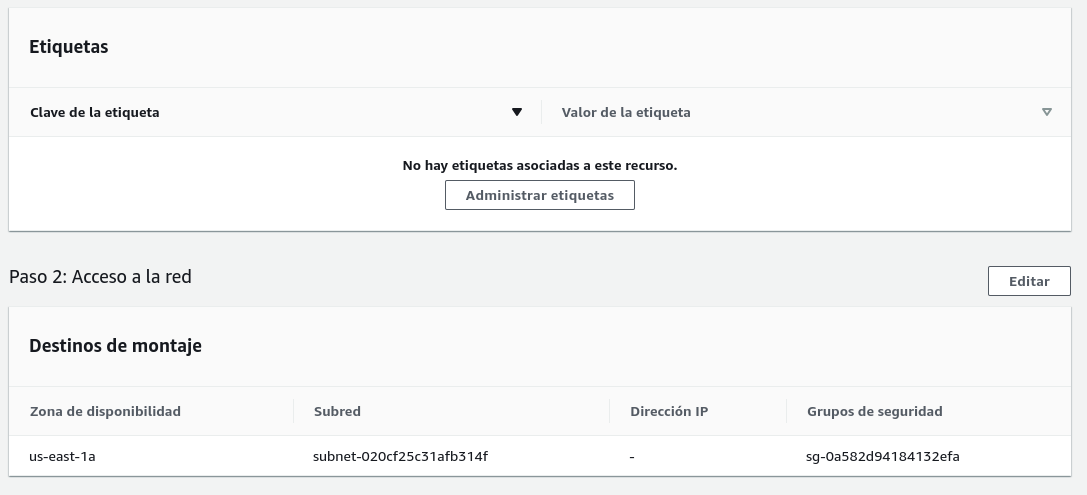 Etiquetas
Clave de la etiqueta
Valor de la etiqueta
No hay etiquetas asociadas a este recurso.
Administrar etiquetas
Paso 2: Acceso a la red
Editar
Destinos de montaje
Zona de disponibilidad
Subred
Dirección IP
Grupos de seguridad
us-east-1a
subnet-020cf25c31afb314f
-
sg-0a582d94184132efa